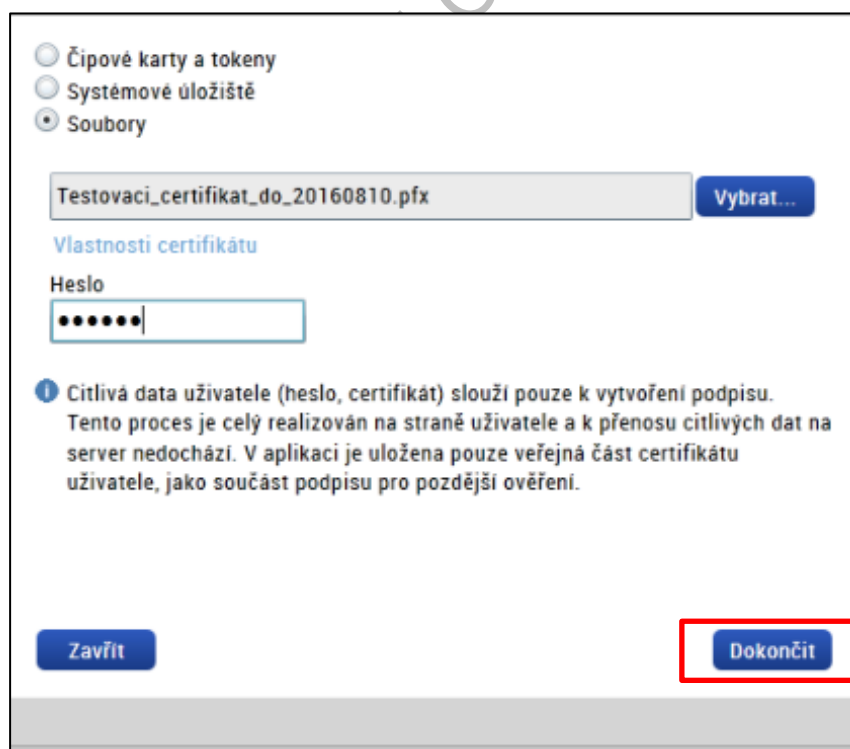 Čipové karty a tokeny
Systémové úložiště
Soubory
Testovaci_certifikat_do_20160810.pfx
Vybrat...
Vlastnosti certifikátu
Heslo
••••••
Citlivá data uživatele (heslo, certifikát) slouží pouze k vytvoření podpisu.
Tento proces je celý realizován na straně uživatele a k přenosu citlivých dat na
server nedochází. V aplikaci je uložena pouze veřejná část certifikátu
uživatele, jako součást podpisu pro pozdější ověření.
Zavřít
Dokončit